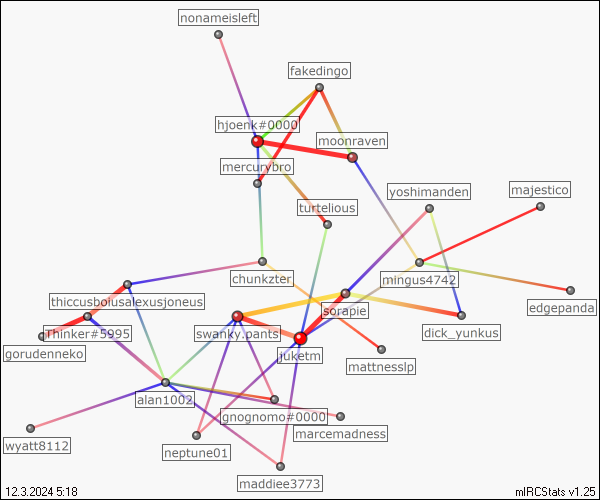 nonameisleft
fakedingo
hjoenk#0000
moonraven
mercurybro
yoshimanden
majestico
turtelious
chunkzter
mingus4742
thiccusbolusalexusjoneus
edgepanda
sorapie
Thinker#5995
swanky.pants
dick_yunkus
gorudenneko
juketm
mattnesslp
alan1002
gnognomo#0000
marcemadness
wyatt8112
neptune01
maddiee3773
12.3.2024 5:18
mIRCStats v1.25